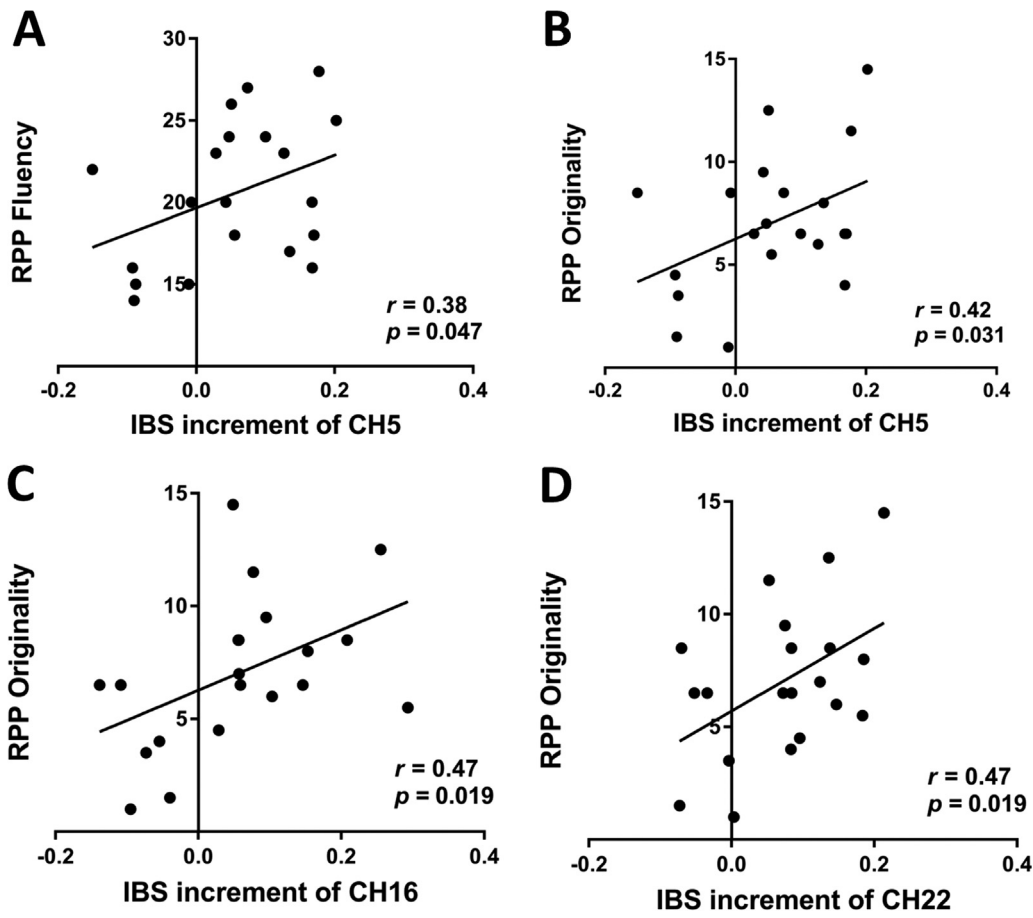 A
RPP Fluency
30
25
20
15
-0.2 0.0 0.2 0.4
IBS increment of CH5
r = 0.38
p = 0.047
B
RPP Originality
15
10
5
-0.2 0.0 0.2 0.4
IBS increment of CH5
r = 0.42
p = 0.031
C
RPP Originality
15
10
5
-0.2 0.0 0.2 0.4
IBS increment of CH16
r = 0.47
p = 0.019
D
RPP Originality
15
10
5
-0.2 0.0 0.2 0.4
IBS increment of CH22
r = 0.47
p = 0.019